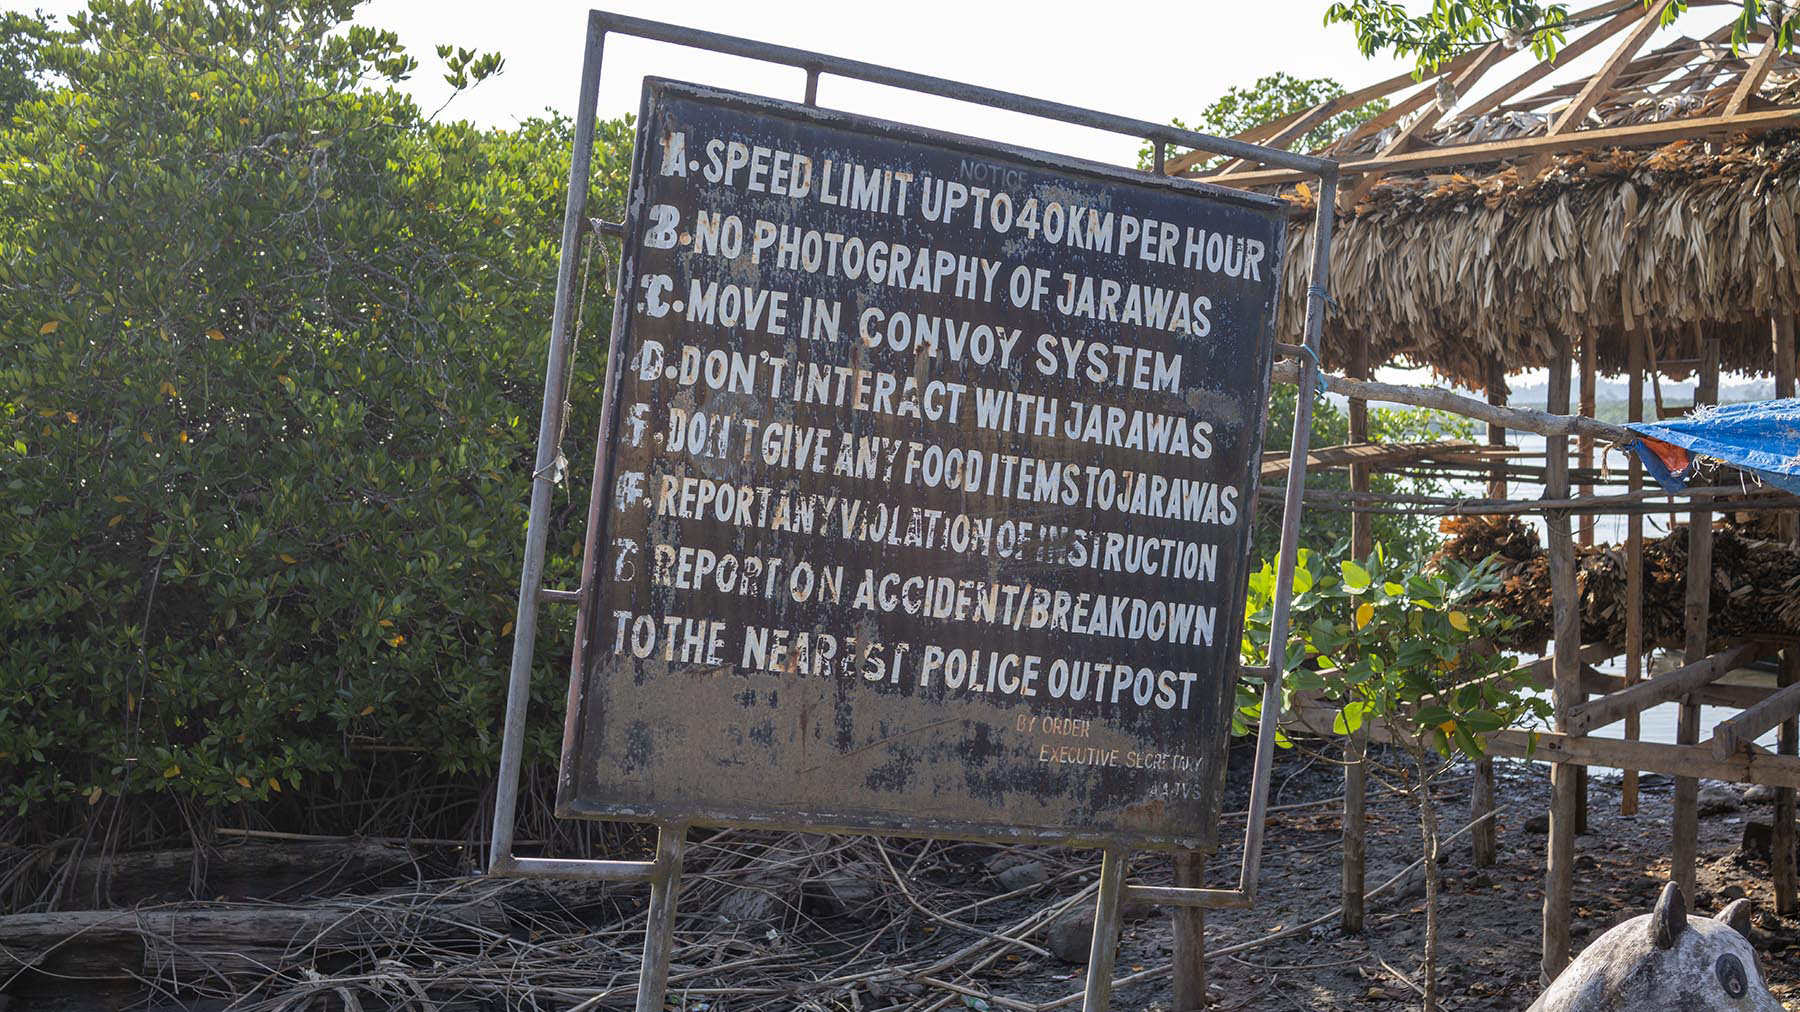 NOTICE
A. SPEED LIMIT UPTO 40KM PER HOUR
B. NO PHOTOGRAPHY OF JARAWAS
C. MOVE IN CONVOY SYSTEM
D. DON'T INTERACT WITH JARAWAS
DON'T GIVE ANY FOOD ITEMS TO JARAWAS
REPORT ANY VIOLATION OF INSTRUCTION
REPORT ON ACCIDENT/BREAKDOWN
TO THE NEAREST POLICE OUTPOST
BY ORDER
EXECUTIVE SECRETARY
AAJVS